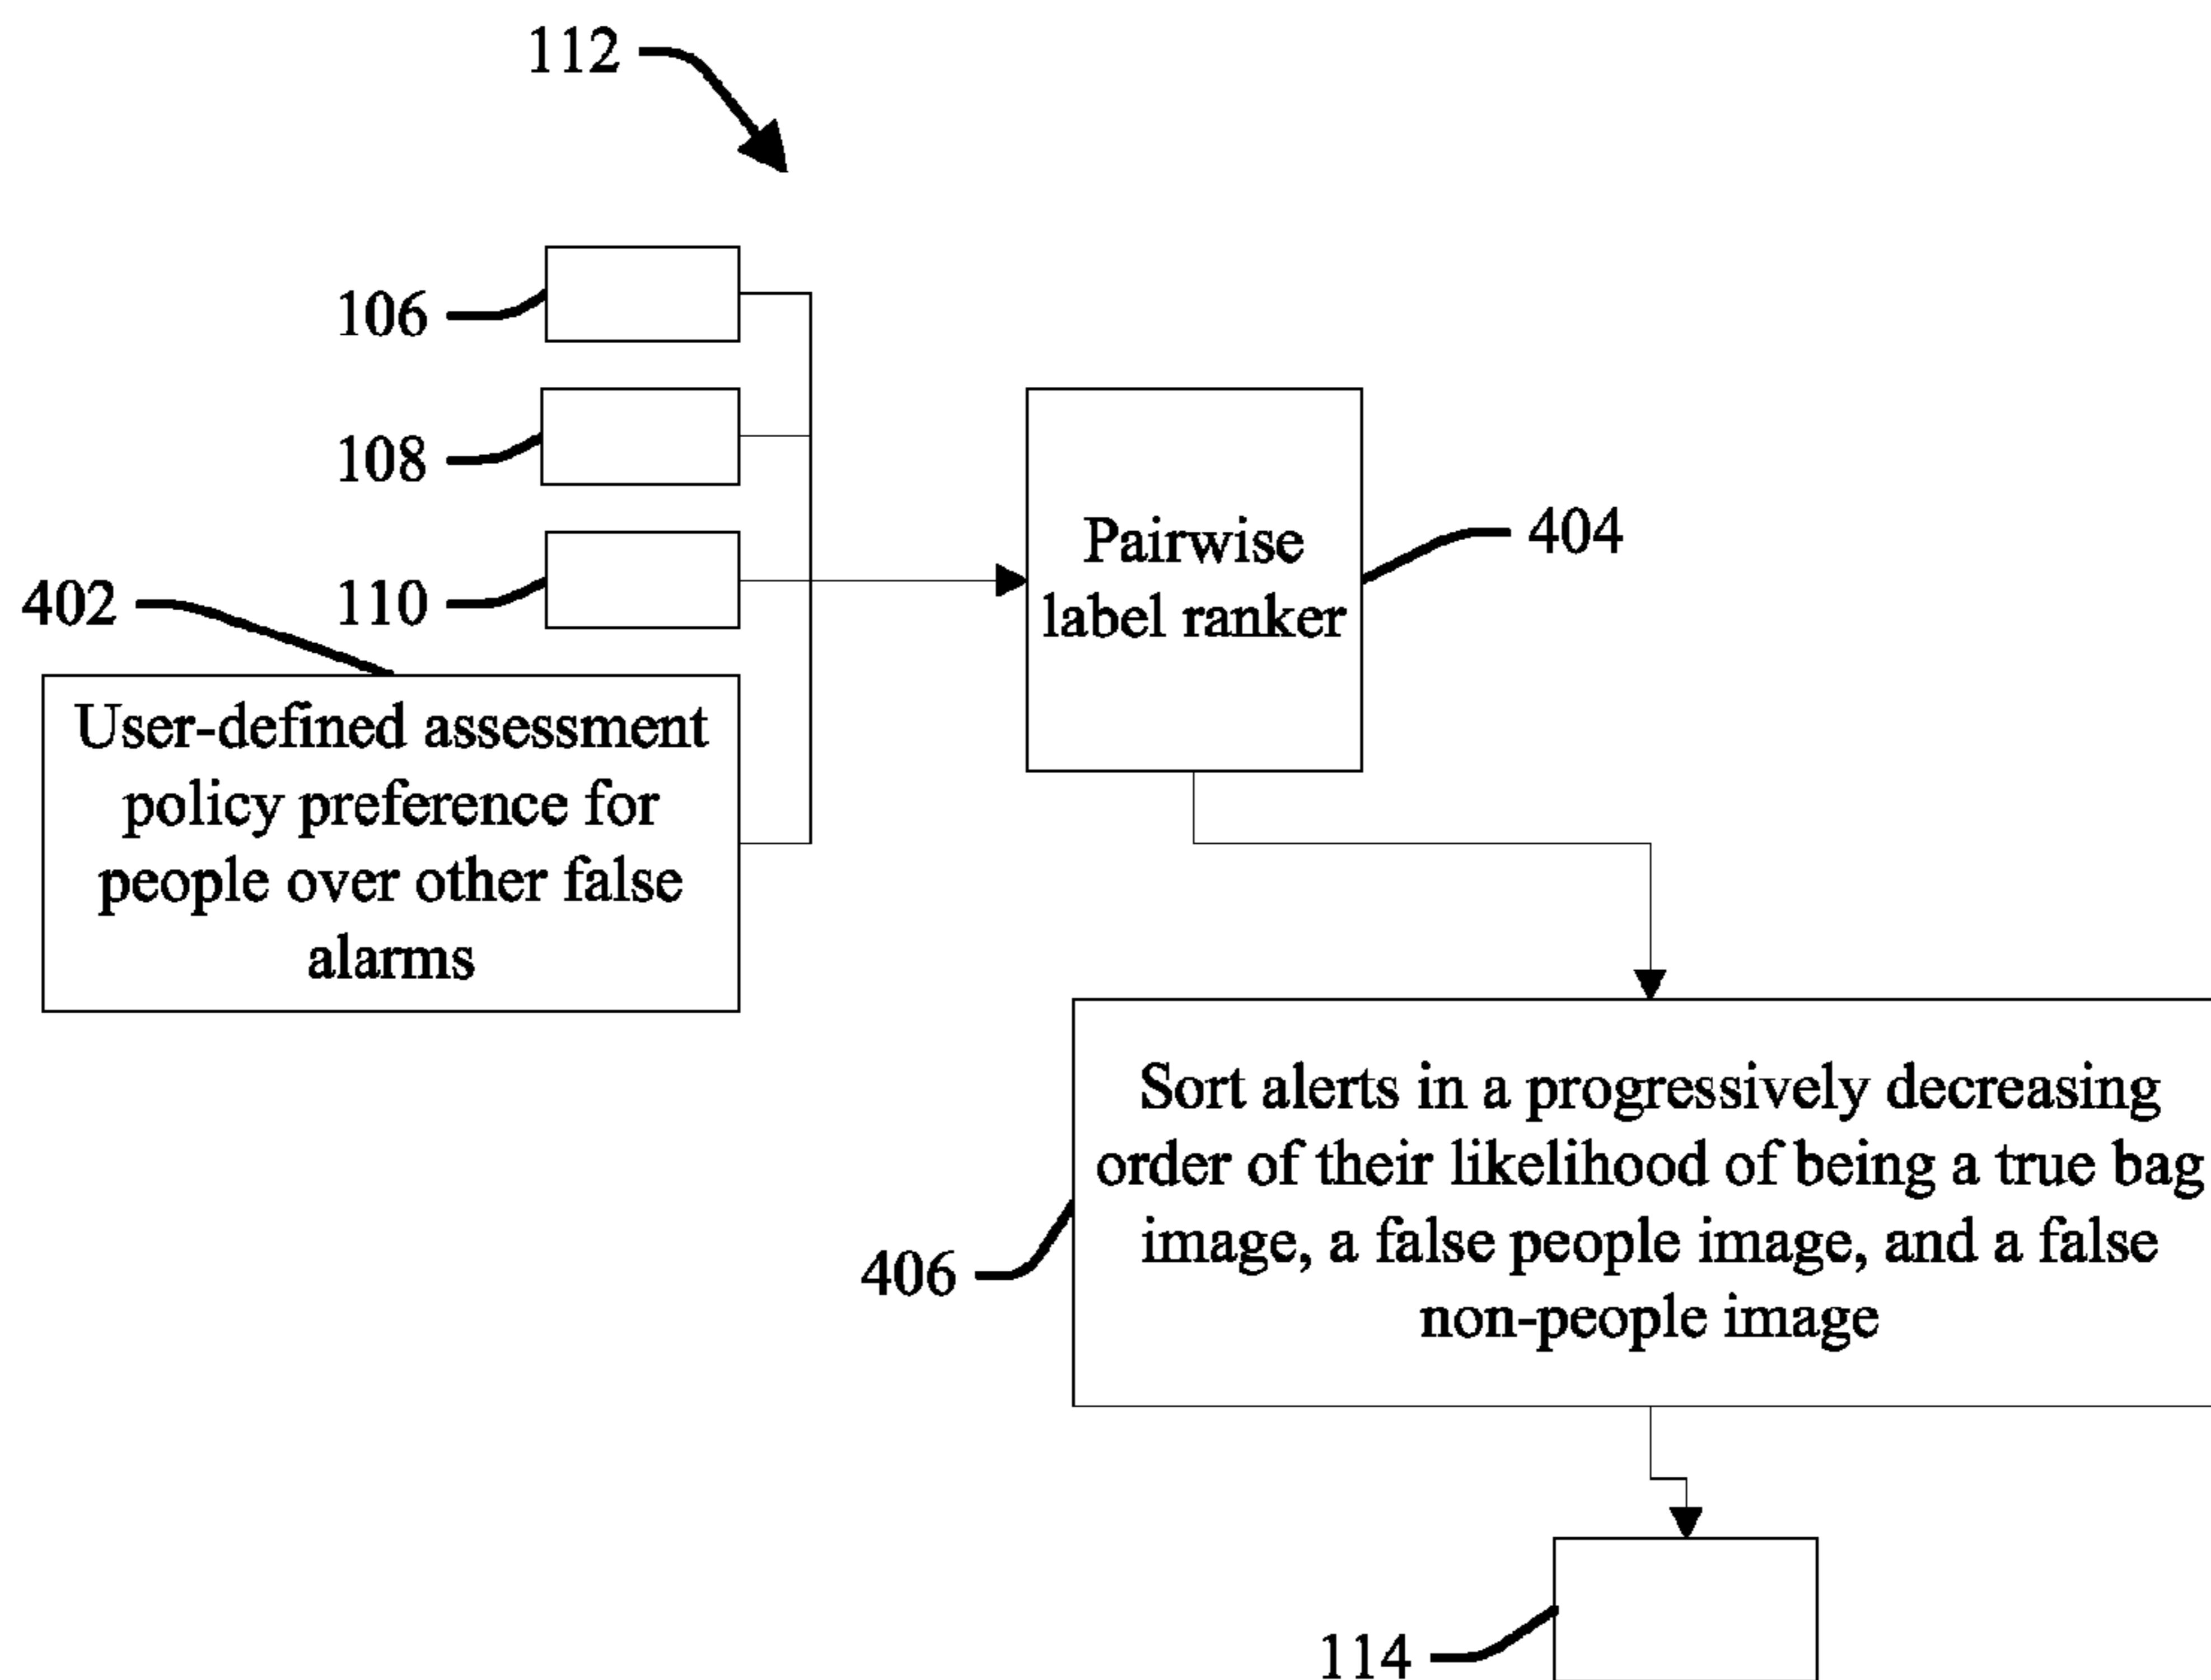 112
106
108
110
402
User-defined assessment
policy preference for
people over other false
alarms
Pairwise
label ranker
404
Sort alerts in a progressively decreasing
order of their likelihood of being a true bag
image, a false people image, and a false
non-people image
406
114